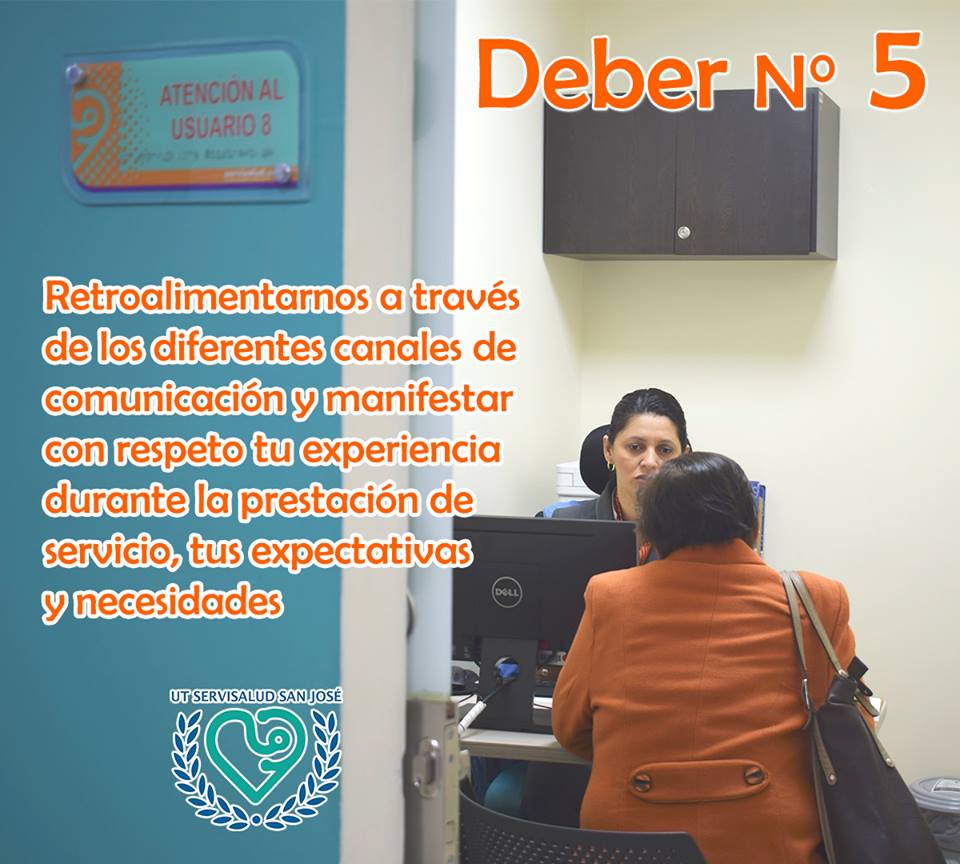 Deber N° 5
ATENCIÓN AL
USUARIO 8
servisalud.
Retroalimentarnos a través
de los diferentes canales de
comunicación y manifestar
con respeto tu experiencia
durante la prestación de
servicio, tus expectativas
y necesidades
DELL
UT SERVISALUD SAN JOSÉ